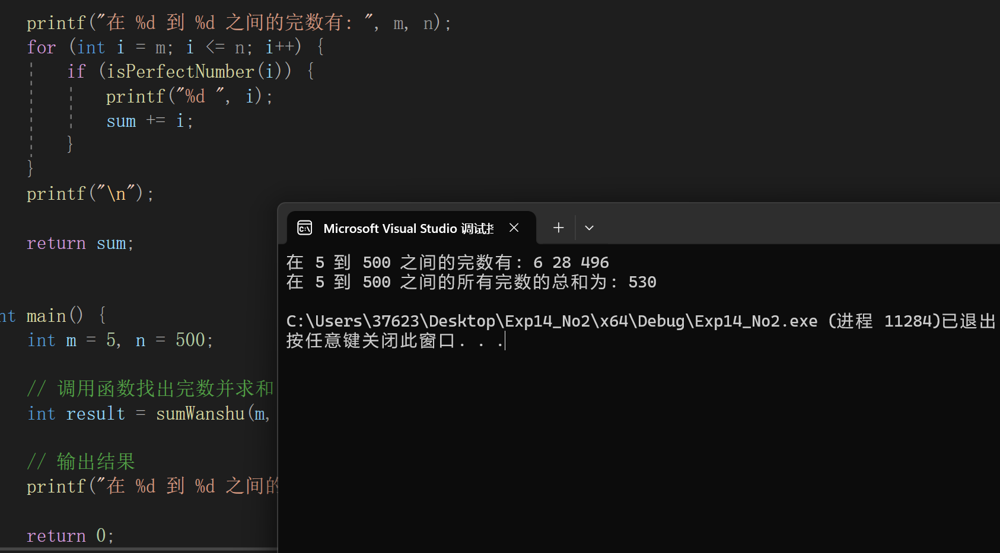 printf("在 %d 到 %d 之间的完数有: ", m, n);
for (int i = m; i <= n; i++) {
if (isPerfectNumber(i)) {
printf("%d ", i);
sum += i;
}
}
printf("\n");
return sum;
nt main() {
int m = 5, n = 500;
// 调用函数找出完数并求和
int result = sumWanshu(m,
// 输出结果
printf("在 %d 到 %d 之间的
return 0;
Microsoft Visual Studio 调试
在 5 到 500 之间的完数有: 6 28 496
在 5 到 500 之间的所有完数的总和为: 530
C:\Users\37623\Desktop\Exp14_No2\x64\Debug\Exp14_No2.exe (进程 11284)已退出
按任意键关闭此窗口. . .